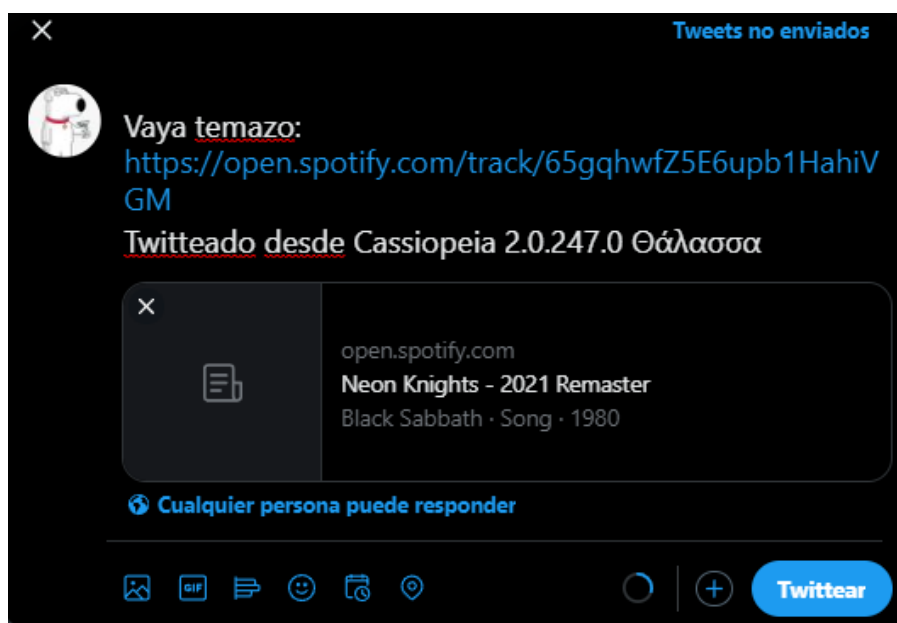 Tweets no enviados
Vaya temazo:
https://open.spotify.com/track/65gqhwfZ5E6upb1HahiV
GM
Twitteado desde Cassiopeia 2.0.247.0 Θάλασσα
open.spotify.com
Neon Knights - 2021 Remaster
Black Sabbath · Song · 1980
Cualquier persona puede responder
GIF
Twittear